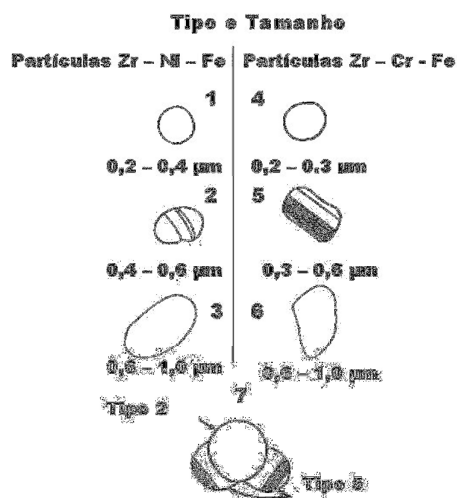 Tipo e Tamanho
Partículas Zr – Ni – Fe
Partículas Zr – Cr - Fe
1
4
0,2 – 0,4 µm
0,2 – 0.3 µm
2
5
0,4 – 0,6 µm
0,3 – 0,6 µm
3
6
0,6 – 1,0 µm
0,6 – 1,0 µm
7
Tipo 2
Tipo 5